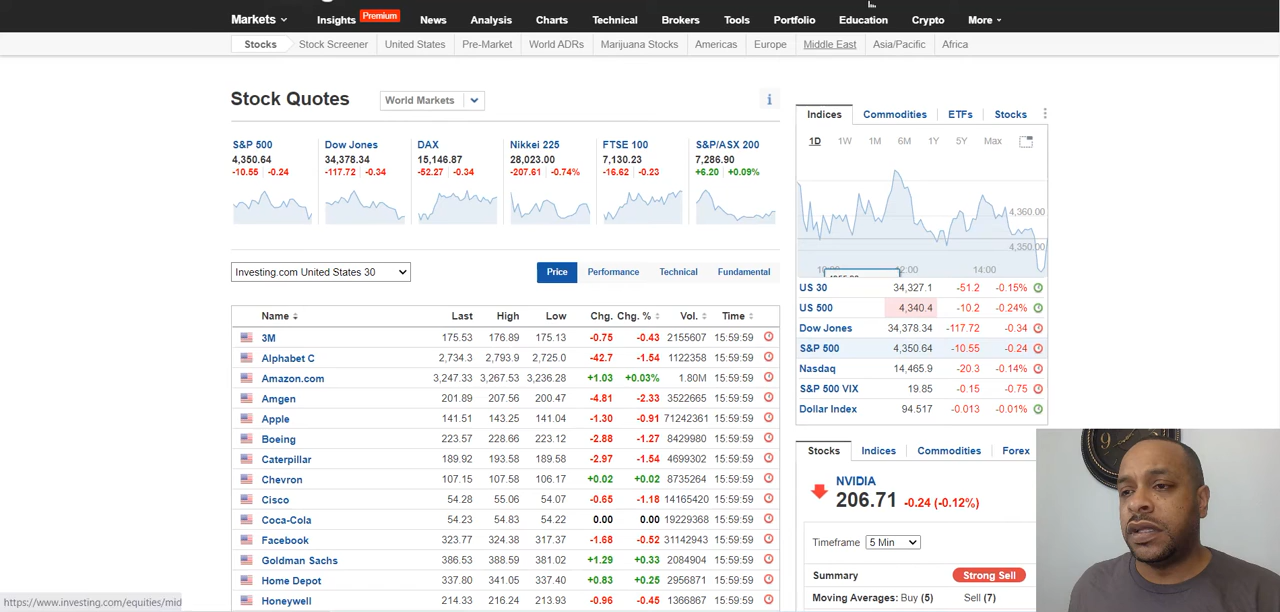 Markets Insights Premium News Analysis Charts Technical Brokers Tools Portfolio Education Crypto More
Stocks Stock Screener United States Pre-Market World ADRs Marijuana Stocks Americas Europe Middle East Asia/Pacific Africa
Stock Quotes World Markets i
S&P 500 Dow Jones DAX Nikkei 225 FTSE 100 S&P/ASX 200
4,350.64 34,378.34 15,146.87 28,023.00 7,130.23 7,286.90
-10.55 -0.24 -117.72 -0.34 -52.27 -0.34 -207.61 -0.74% -16.62 -0.23 +6.20 +0.09%
Investing.com United States 30 Price Performance Technical Fundamental
Name Last High Low Chg. Chg. % Vol. Time
3M 175.53 176.89 175.13 -0.75 -0.43 2155607 15:59:59
Alphabet C 2,734.3 2,793.9 2,725.0 -42.7 -1.54 1122358 15:59:59
Amazon.com 3,247.33 3,267.53 3,236.28 +1.03 +0.03% 1.80M 15:59:59
Amgen 201.89 207.56 200.47 -4.81 -2.33 3522665 15:59:59
Apple 141.51 143.25 141.04 -1.30 -0.91 71242361 15:59:59
Boeing 223.57 228.66 223.12 -2.88 -1.27 8429980 15:59:59
Caterpillar 189.92 193.58 189.58 -2.97 -1.54 4699302 15:59:59
Chevron 107.15 107.58 106.17 +0.02 +0.02 8735264 15:59:59
Cisco 54.23 55.06 54.07 -0.65 -1.18 14165420 15:59:59
Coca-Cola 54.23 54.83 54.22 0.00 0.00 19229368 15:59:59
Facebook 323.77 324.38 317.37 -1.68 -0.52 31142943 15:59:59
Goldman Sachs 386.53 388.59 381.02 +1.29 +0.33 2084904 15:59:59
Home Depot 337.80 341.05 337.40 +0.83 +0.25 2956871 15:59:59
Honeywell 214.33 216.24 213.93 -0.96 -0.45 1366867 15:59:59
https://www.investing.com/equities/mid
Indices Commodities ETFs Stocks
1D 1W 1M 6M 1Y 5Y Max
4,360.00
4,350.00
12:00 14:00
US 30 34,327.1 -51.2 -0.15%
US 500 4,340.4 -10.2 -0.24%
Dow Jones 34,378.34 -117.72 -0.34
S&P 500 4,350.64 -10.55 -0.24
Nasdaq 14,465.9 -20.3 -0.14%
S&P 500 VIX 19.85 -0.15 -0.75
Dollar Index 94.517 -0.013 -0.01%
Stocks Indices Commodities Forex
NVIDIA
206.71 -0.24 (-0.12%)
Timeframe 5 Min
Summary Strong Sell
Moving Averages: Buy (5) Sell (7)